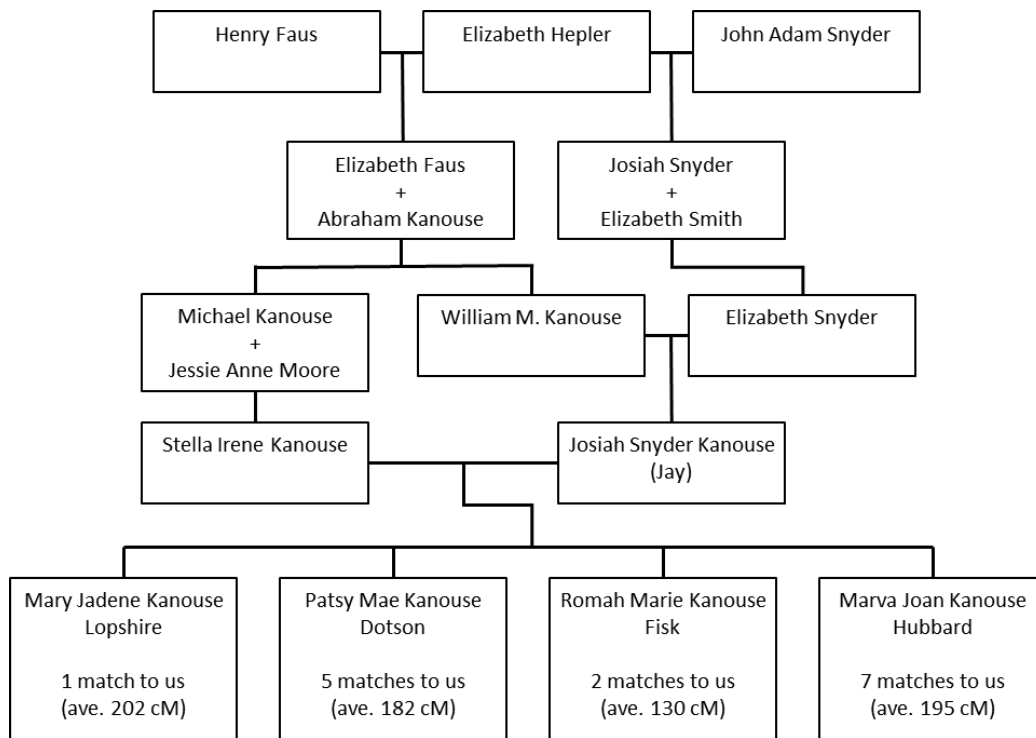 Henry Faus
Elizabeth Hepler
John Adam Snyder
Elizabeth Faus
+
Abraham Kanouse
Josiah Snyder
+
Elizabeth Smith
Michael Kanouse
+
Jessie Anne Moore
William M. Kanouse
Elizabeth Snyder
Stella Irene Kanouse
Josiah Snyder Kanouse
(Jay)
Mary Jadene Kanouse
Lopshire
1 match to us
(ave. 202 cM)
Patsy Mae Kanouse
Dotson
5 matches to us
(ave. 182 cM)
Romah Marie Kanouse
Fisk
2 matches to us
(ave. 130 cM)
Marva Joan Kanouse
Hubbard
7 matches to us
(ave. 195 cM)